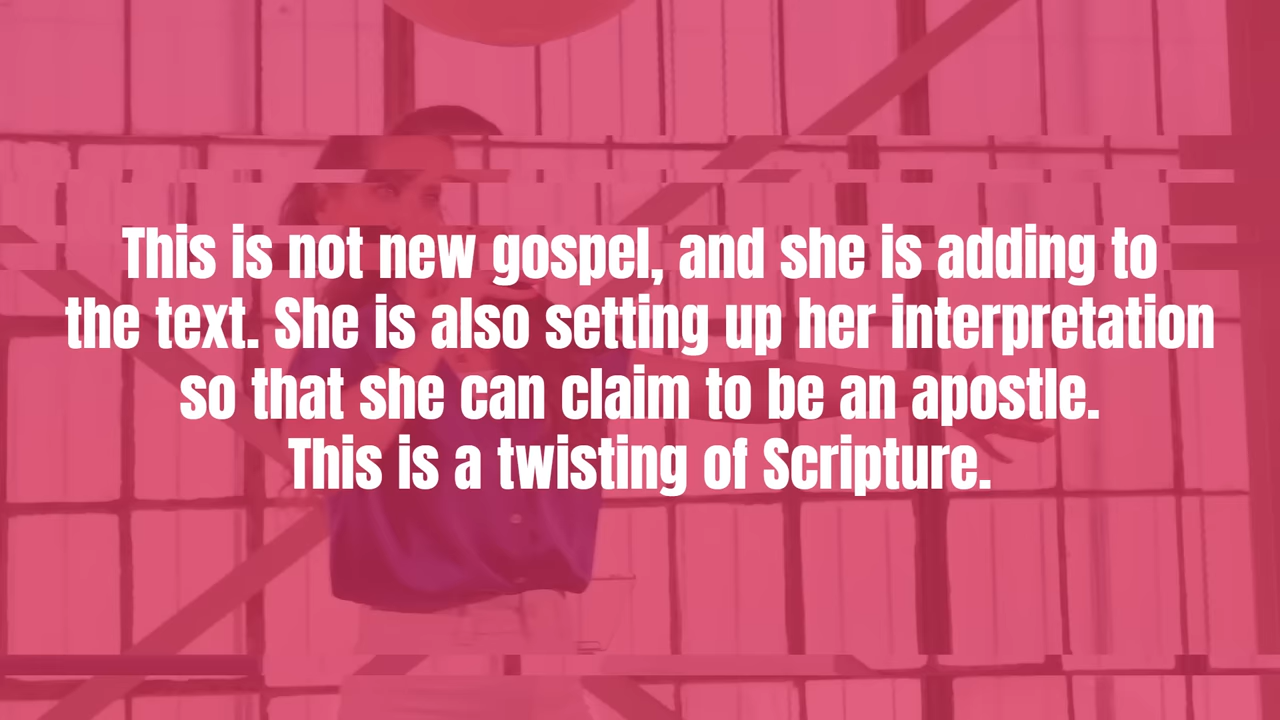 This is not new gospel, and she is adding to
the text. She is also setting up her interpretation
so that she can claim to be an apostle.
This is a twisting of Scripture.